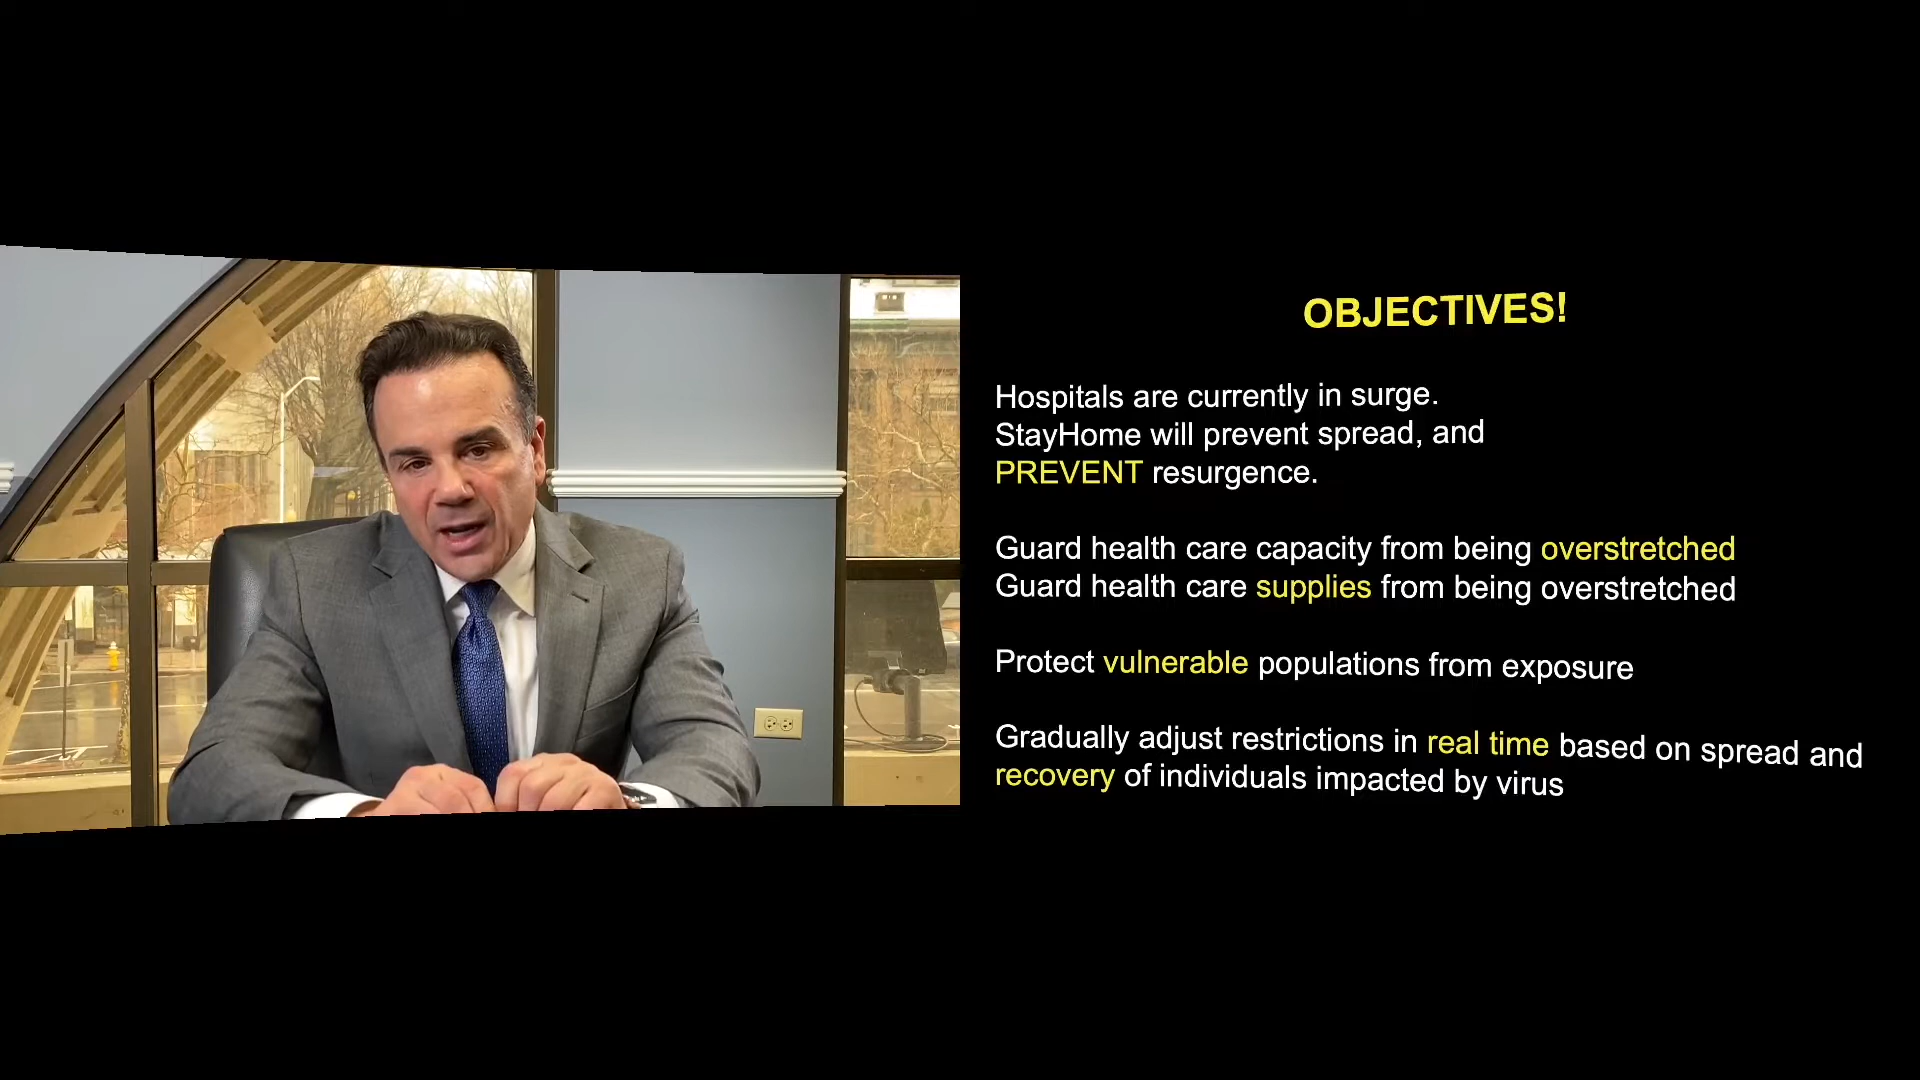 OBJECTIVES!
Hospitals are currently in surge.
StayHome will prevent spread, and
PREVENT resurgence.
Guard health care capacity from being overstretched
Guard health care supplies from being overstretched
Protect vulnerable populations from exposure
Gradually adjust restrictions in real time based on spread and
recovery of individuals impacted by virus